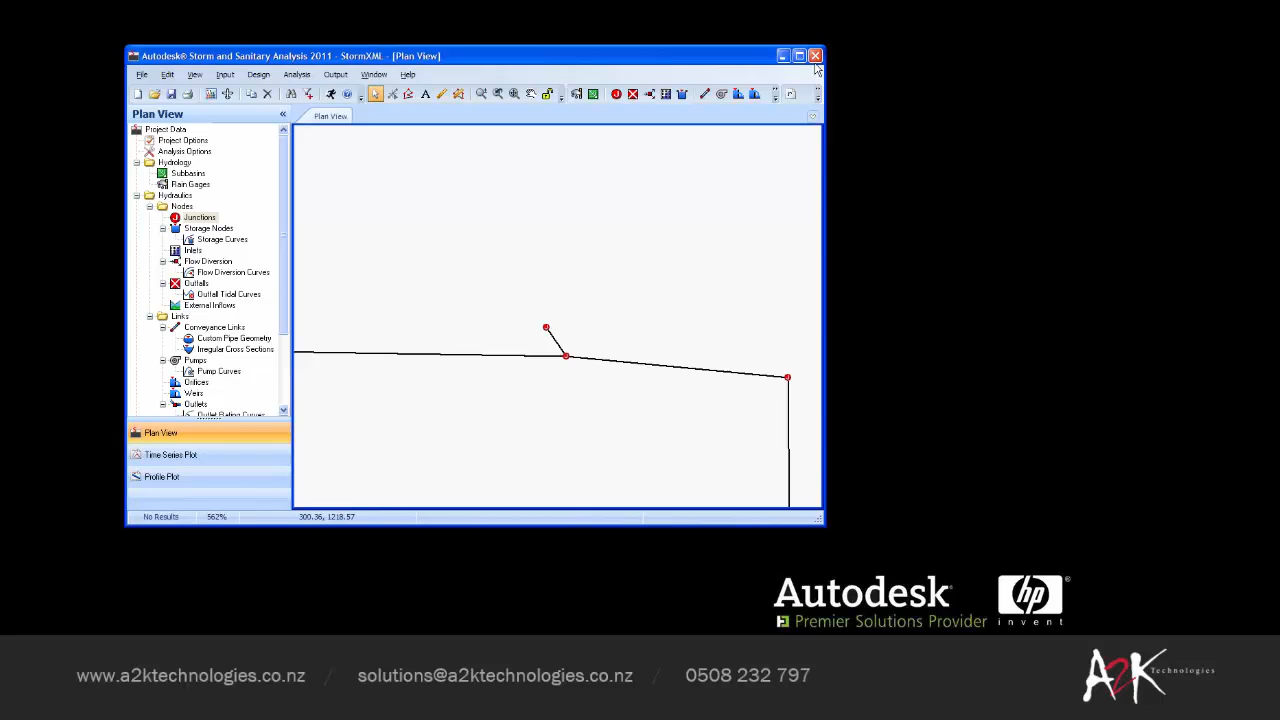 Autodesk® Storm and Sanitary Analysis 2011 - StormXML - [Plan View]
File Edit View Input Design Analysis Output Window Help
Plan View «
Plan View
Project Data
Project Options
Analysis Options
Hydrology
Subbasins
Rain Gages
Hydraulics
Nodes
Junctions
Storage Nodes
Storage Curves
Inlets
Flow Diversion
Flow Diversion Curves
Outfalls
Outfall Tidal Curves
External Inflows
Links
Conveyance Links
Custom Pipe Geometry
Irregular Cross Sections
Pumps
Pump Curves
Orifices
Weirs
Outlets
Outlet Rating Curves
Plan View
Time Series Plot
Profile Plot
No Results 562% 300.36, 1218.57
Autodesk®
Premier Solutions Provider
hp®
invent
www.a2ktechnologies.co.nz / solutions@a2ktechnologies.co.nz / 0508 232 797
A2K Technologies